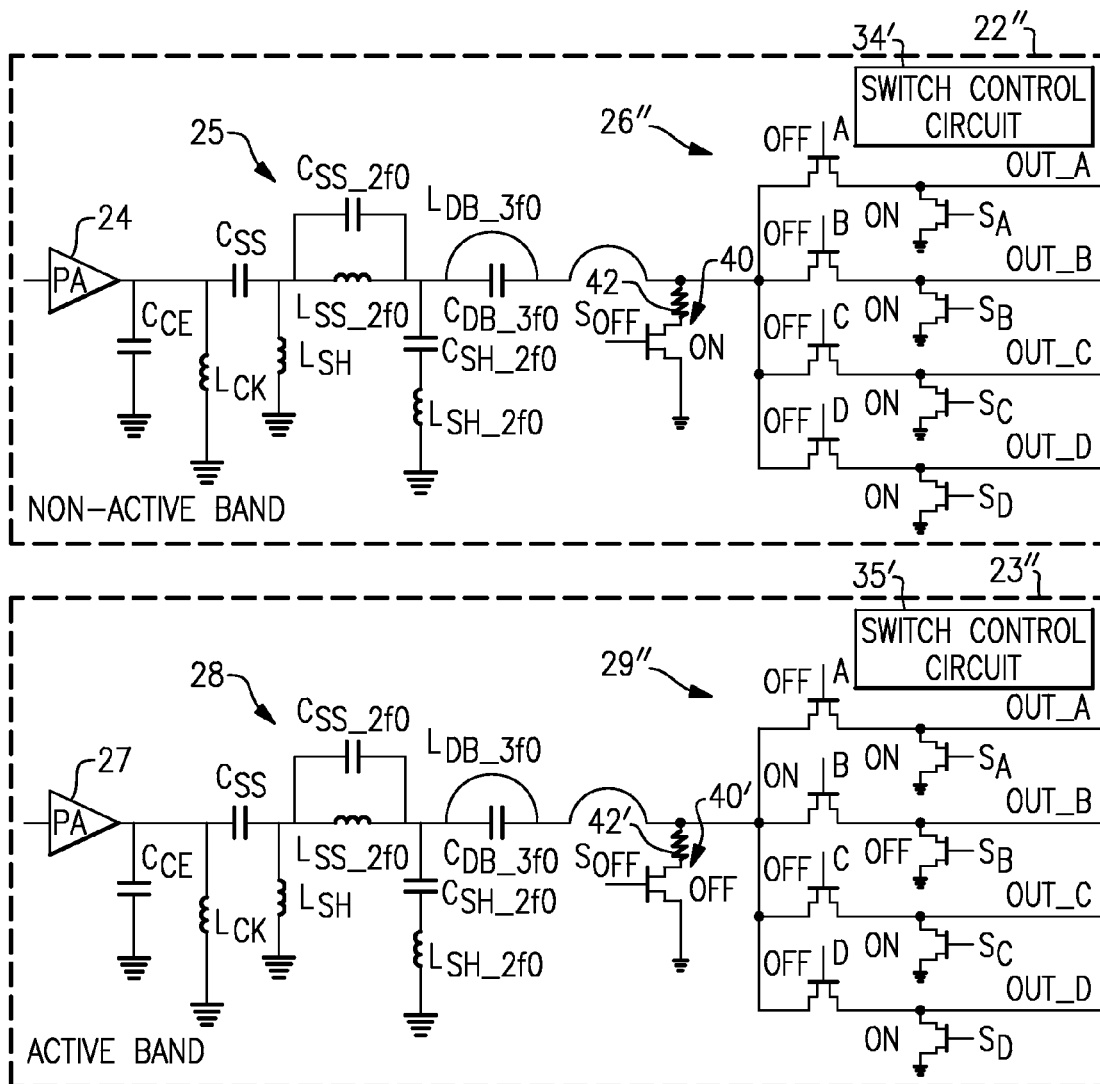 34'
22"
SWITCH CONTROL
CIRCUIT
25
26"
OFF A
OUT_A
CSS_2f0
LDB_3f0
24
CSS
ON
SA
OFF B
OUT_B
PA
40
42
LSS_2f0
CDB_3f0
SOFF
ON
SB
CCE
OFF C
OUT_C
CSH_2f0
ON
LCK
LSH
ON
SC
OFF D
OUT_D
LSH_2f0
ON
SD
NON-ACTIVE BAND
35'
23"
SWITCH CONTROL
CIRCUIT
28
29"
OFF A
OUT_A
CSS_2f0
LDB_3f0
27
CSS
ON
SA
ON B
OUT_B
PA
40'
42'
LSS_2f0
CDB_3f0
SOFF
OFF
SB
CCE
OFF C
OUT_C
CSH_2f0
OFF
LCK
LSH
ON
SC
OFF D
OUT_D
LSH_2f0
ON
SD
ACTIVE BAND